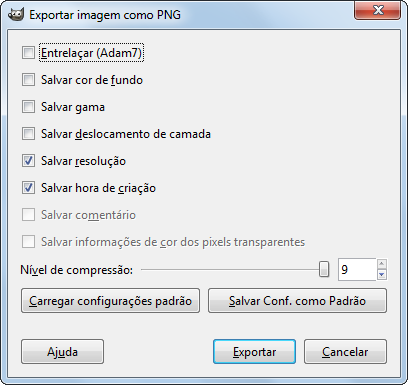 Exportar imagem como PNG
Entrelaçar (Adam7)
Salvar cor de fundo
Salvar gama
Salvar deslocamento de camada
Salvar resolução
Salvar hora de criação
Salvar comentário
Salvar informações de cor dos pixels transparentes
Nível de compressão: 9
Carregar configurações padrão Salvar Conf. como Padrão
Ajuda Exportar Cancelar